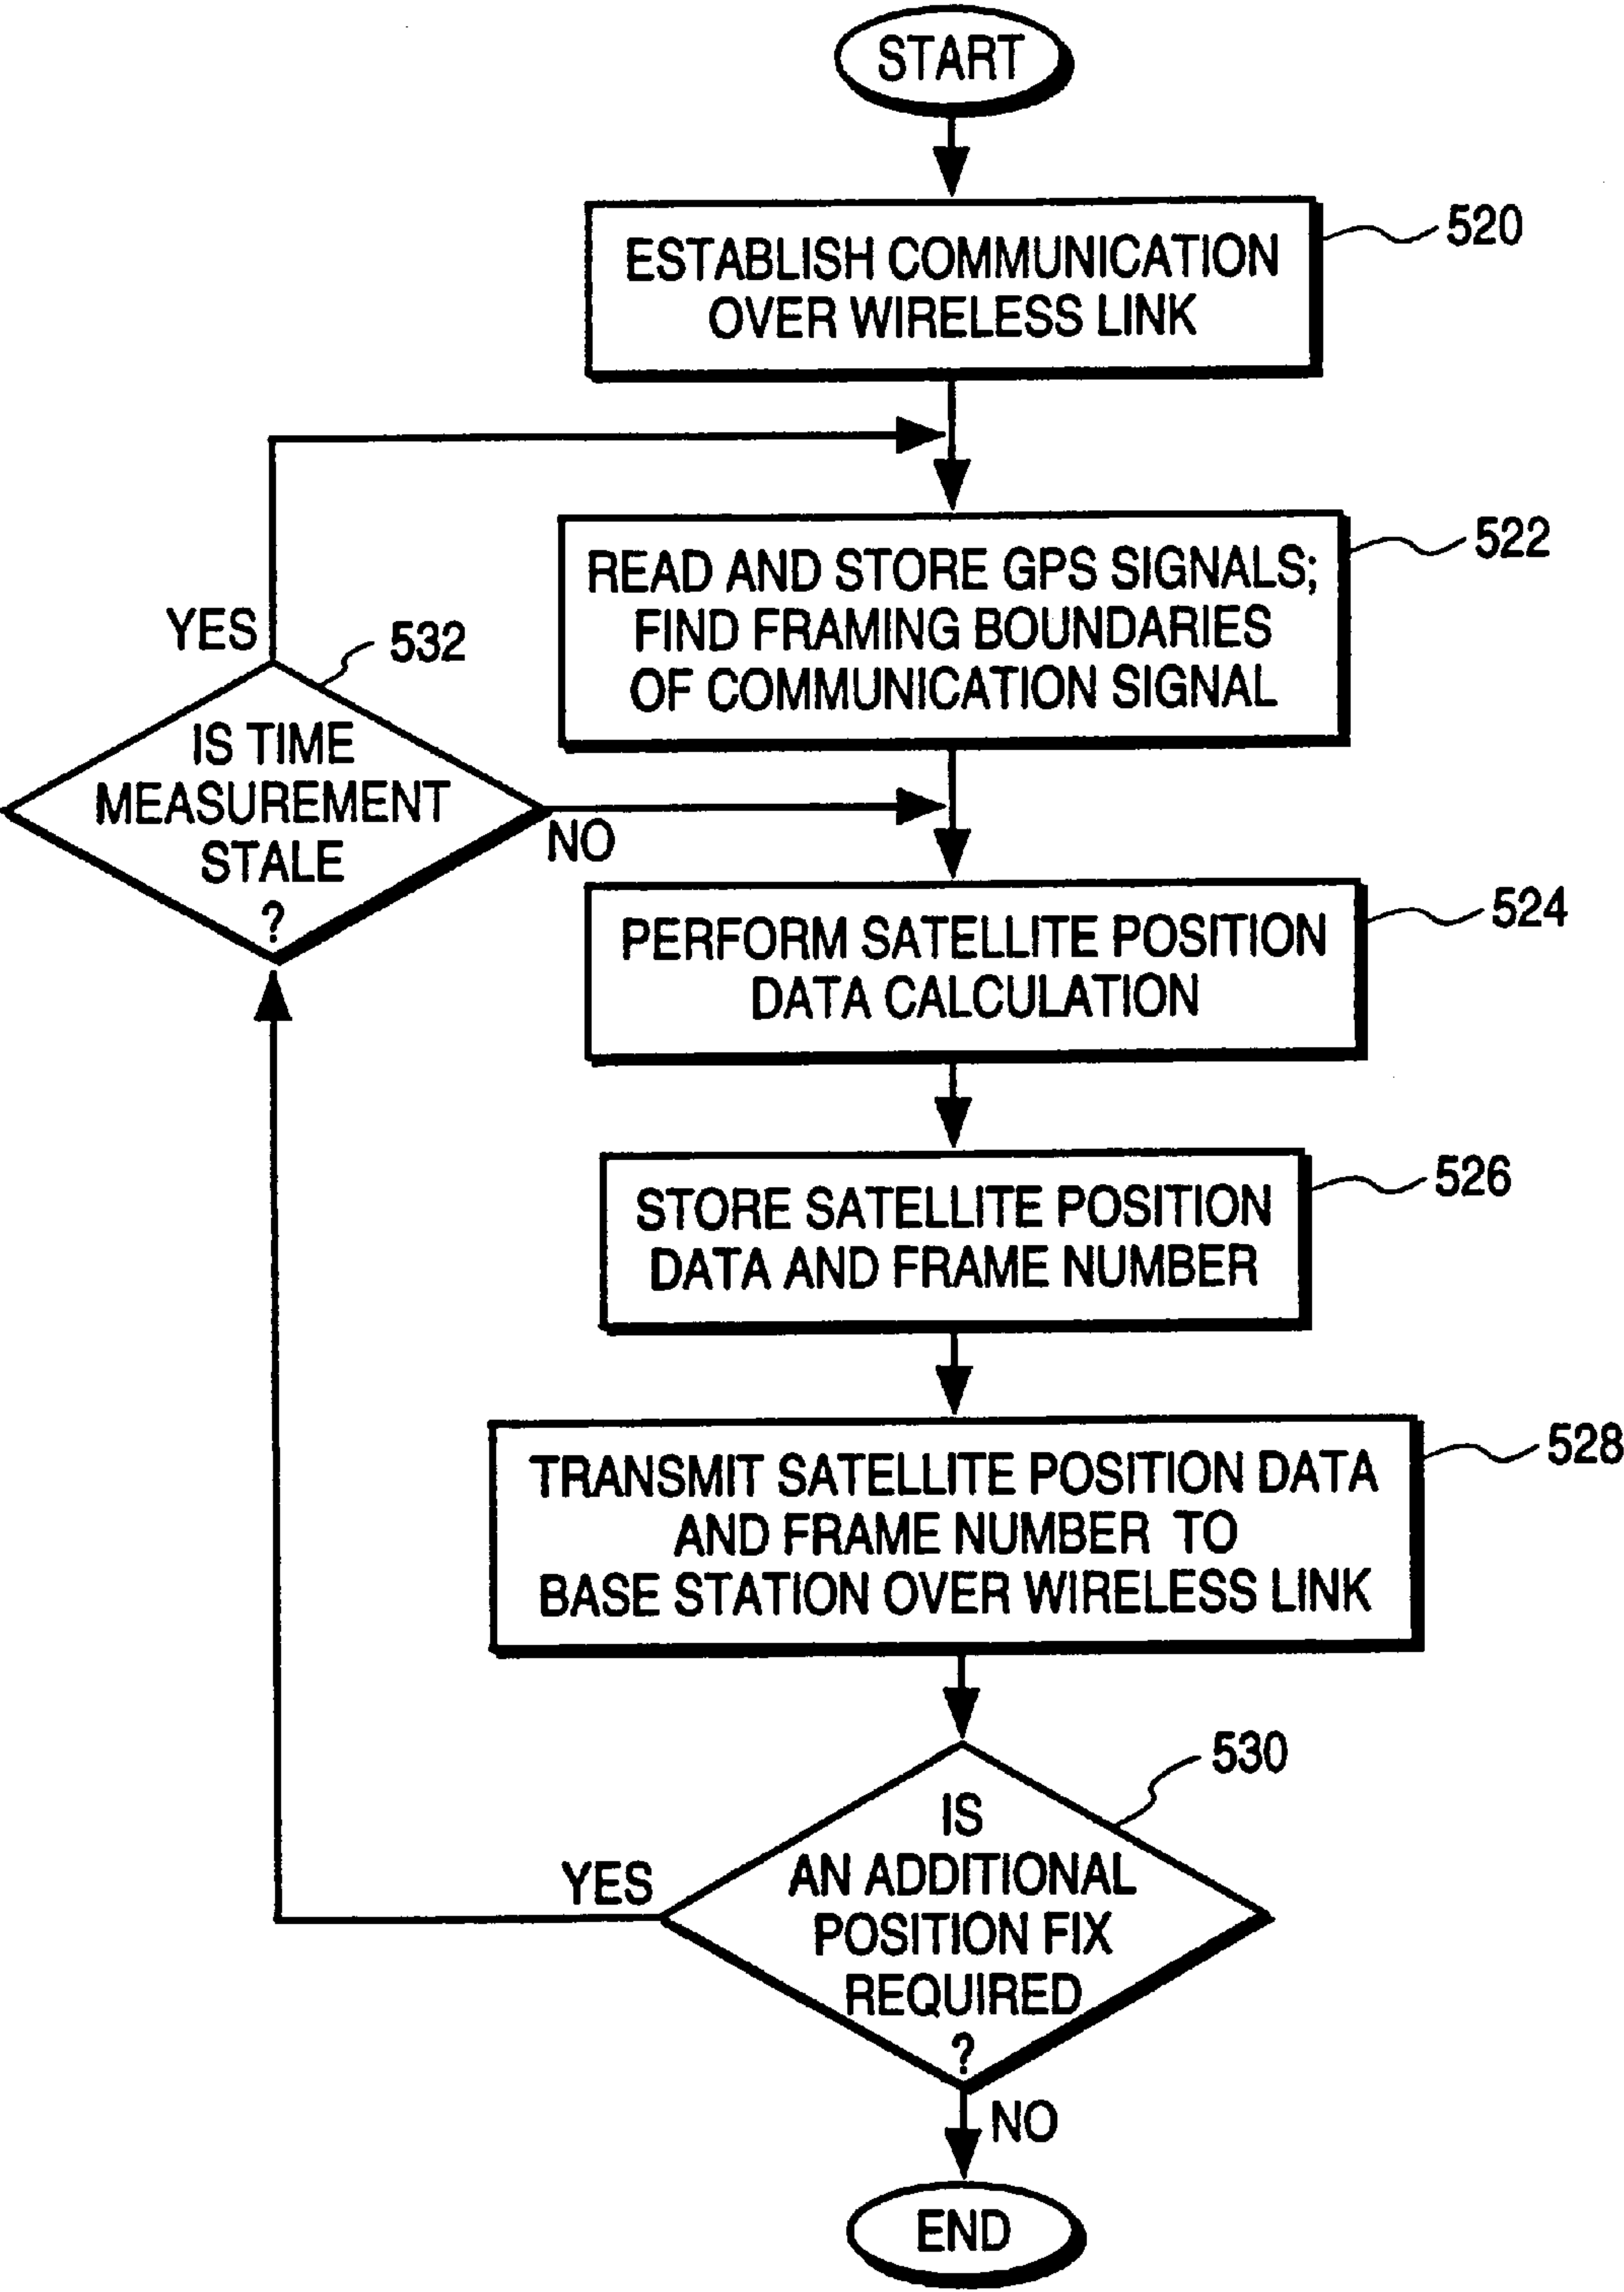 START
ESTABLISH COMMUNICATION
OVER WIRELESS LINK
520
READ AND STORE GPS SIGNALS;
FIND FRAMING BOUNDARIES
OF COMMUNICATION SIGNAL
522
YES
532
IS TIME
MEASUREMENT
STALE
?
NO
PERFORM SATELLITE POSITION
DATA CALCULATION
524
STORE SATELLITE POSITION
DATA AND FRAME NUMBER
526
TRANSMIT SATELLITE POSITION DATA
AND FRAME NUMBER TO
BASE STATION OVER WIRELESS LINK
528
530
IS
AN ADDITIONAL
POSITION FIX
REQUIRED
?
YES
NO
END